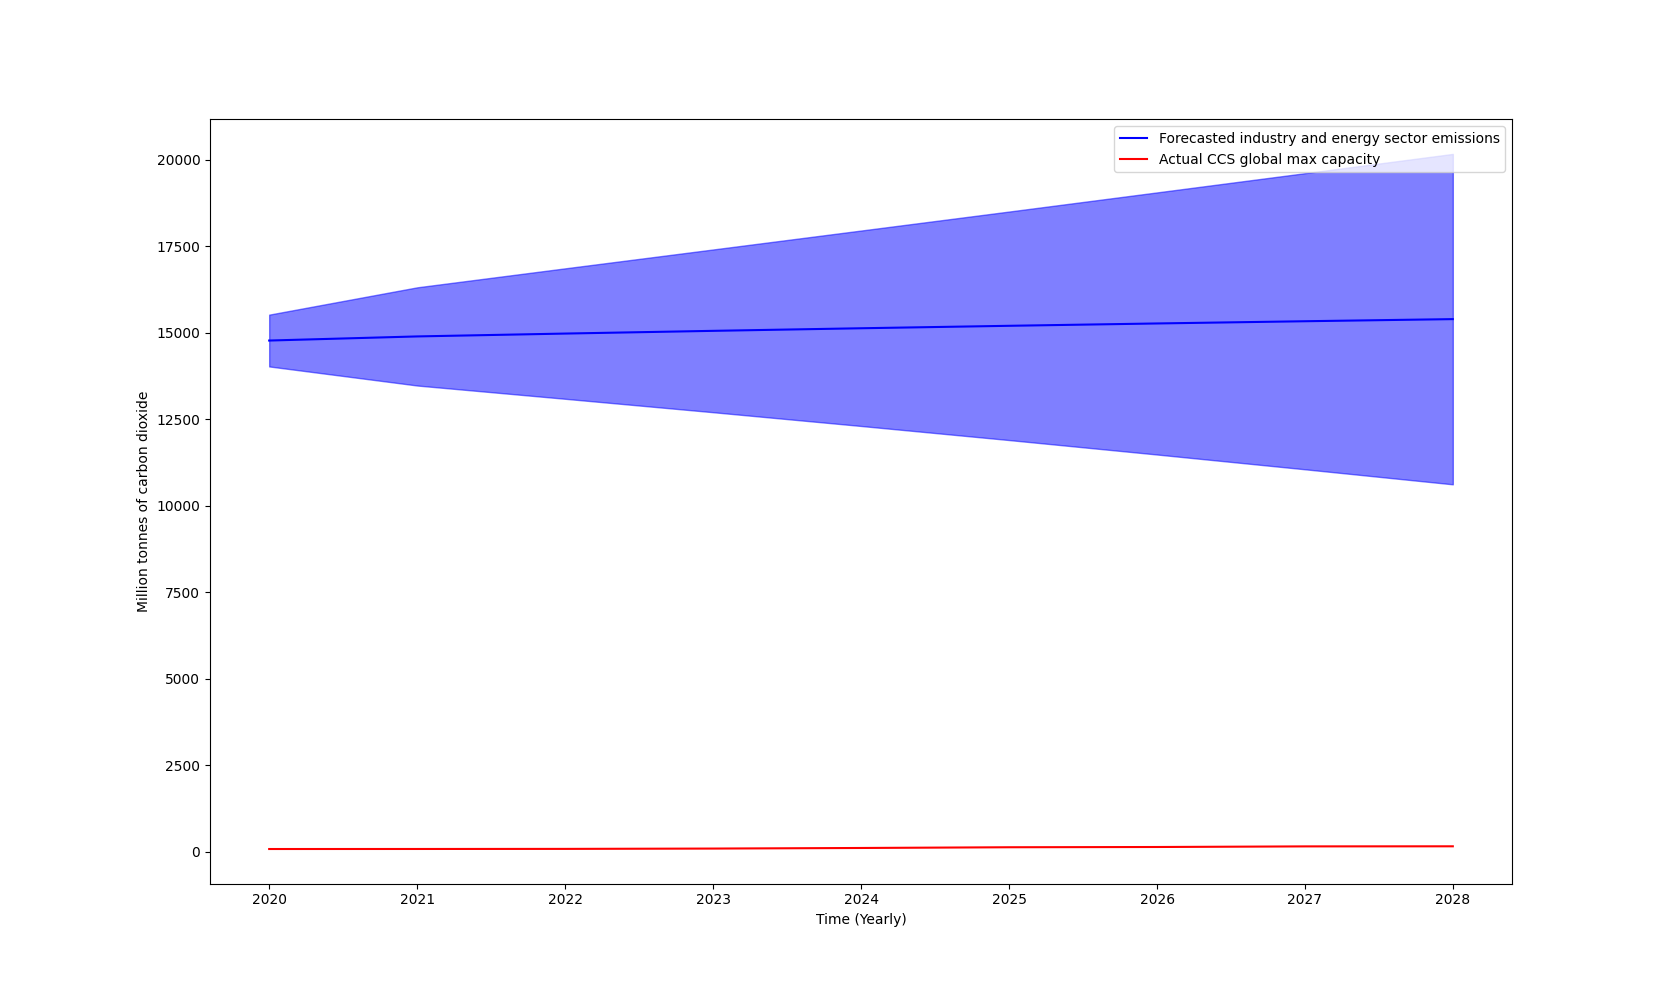 Forecasted industry and energy sector emissions
Actual CCS global max capacity
20000
17500
15000
12500
10000
7500
5000
2500
0
Million tonnes of carbon dioxide
2020 2021 2022 2023 2024 2025 2026 2027 2028
Time (Yearly)